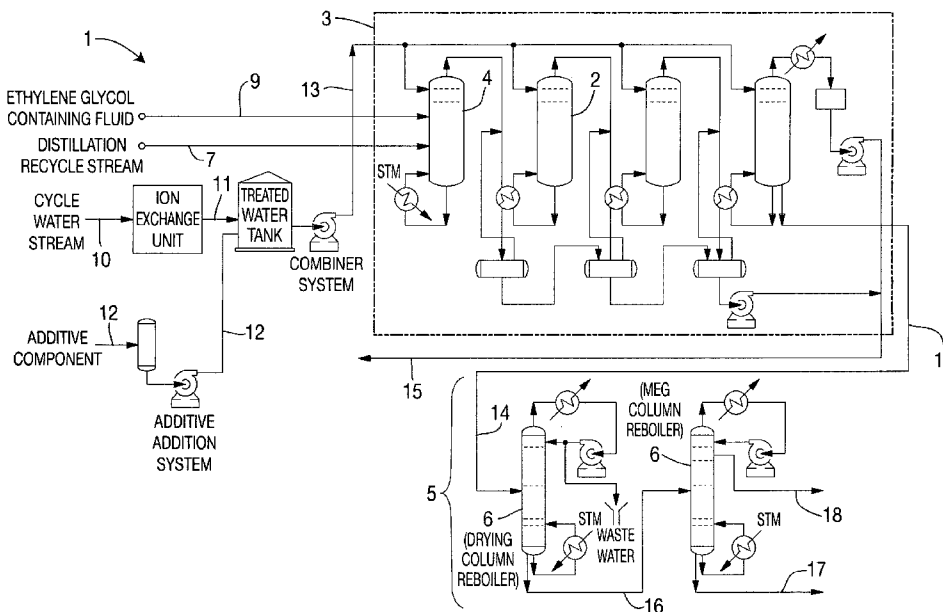 1
3
13
4
2
9
ETHYLENE GLYCOL
CONTAINING FLUID
7
DISTILLATION
RECYCLE STREAM
STM
CYCLE
WATER
STREAM
10
ION
EXCHANGE
UNIT
11
TREATED
WATER
TANK
COMBINER
SYSTEM
12
ADDITIVE
COMPONENT
12
ADDITIVE
ADDITION
SYSTEM
15
1
5
14
6
(DRYING
COLUMN
REBOILER)
STM
WASTE
WATER
16
(MEG
COLUMN
REBOILER)
6
18
STM
17